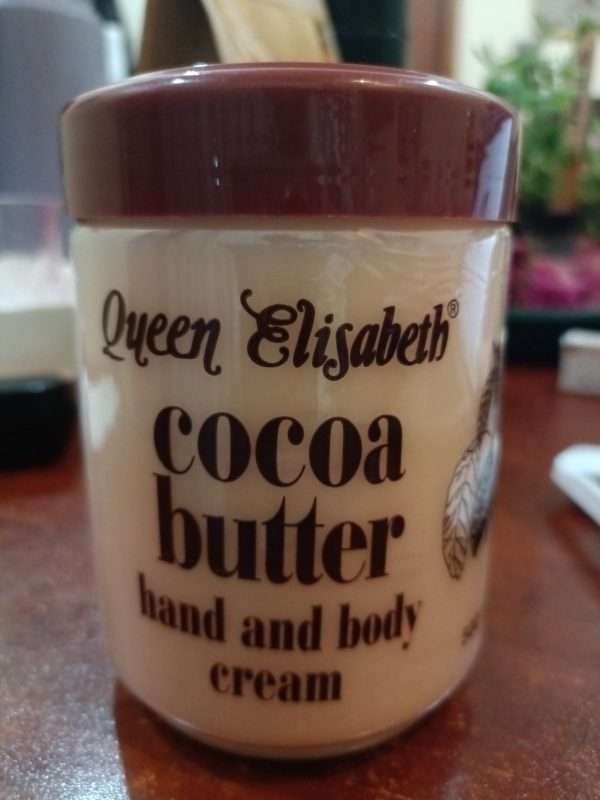 Queen Elisabeth®
cocoa
butter
hand and body
cream